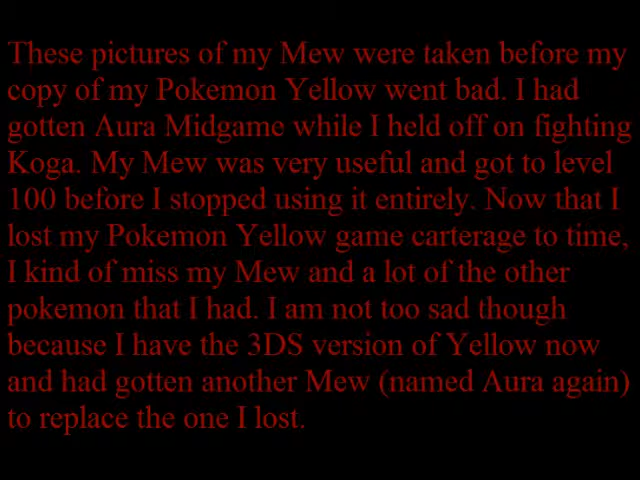 These pictures of my Mew were taken before my
copy of my Pokemon Yellow went bad. I had
gotten Aura Midgame while I held off on fighting
Koga. My Mew was very useful and got to level
100 before I stopped using it entirely. Now that I
lost my Pokemon Yellow game carterage to time,
I kind of miss my Mew and a lot of the other
pokemon that I had. I am not too sad though
because I have the 3DS version of Yellow now
and had gotten another Mew (named Aura again)
to replace the one I lost.